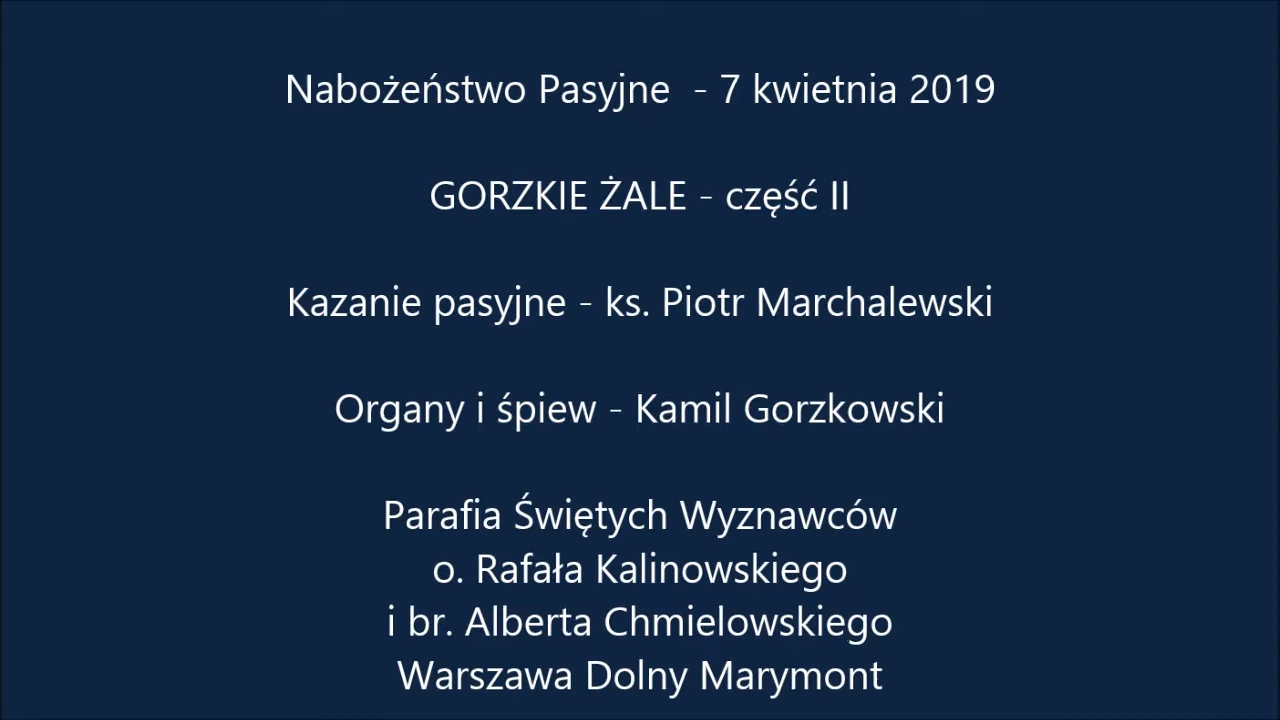 Nabożeństwo Pasyjne - 7 kwietnia 2019
GORZKIE ŻALE - część II
Kazanie pasyjne - ks. Piotr Marchalewski
Organy i śpiew - Kamil Gorzkowski
Parafia Świętych Wyznawców
o. Rafała Kalinowskiego
i br. Alberta Chmielowskiego
Warszawa Dolny Marymont